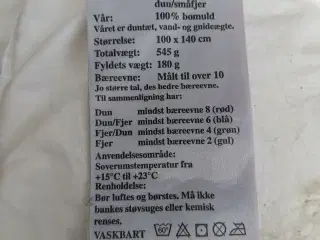 dun/småfjer
Vår: 100% bomuld
Våret er duntæt, vand- og guldægte.
Størrelse: 100 x 140 cm
Totalvægt: 545 g
Fyldets vægt: 180 g
Bæreevne: Målt til over 10
Jo større tal, des bedre bæreevne.
Til sammenligning har:
Dun mindst bæreevne 8 (rød)
Dun/Fjer mindst bæreevne 6 (blå)
Fjer/Dun mindst bæreevne 4 (grøn)
Fjer mindst bæreevne 2 (gul)
Anvendelsesområde:
Soverumstemperatur fra
+15°C til +23°C
Renholdelse:
Bør luftes og børstes. Må ikke
bankes støvsuges eller kemisk
renses.
VASKBART 60°